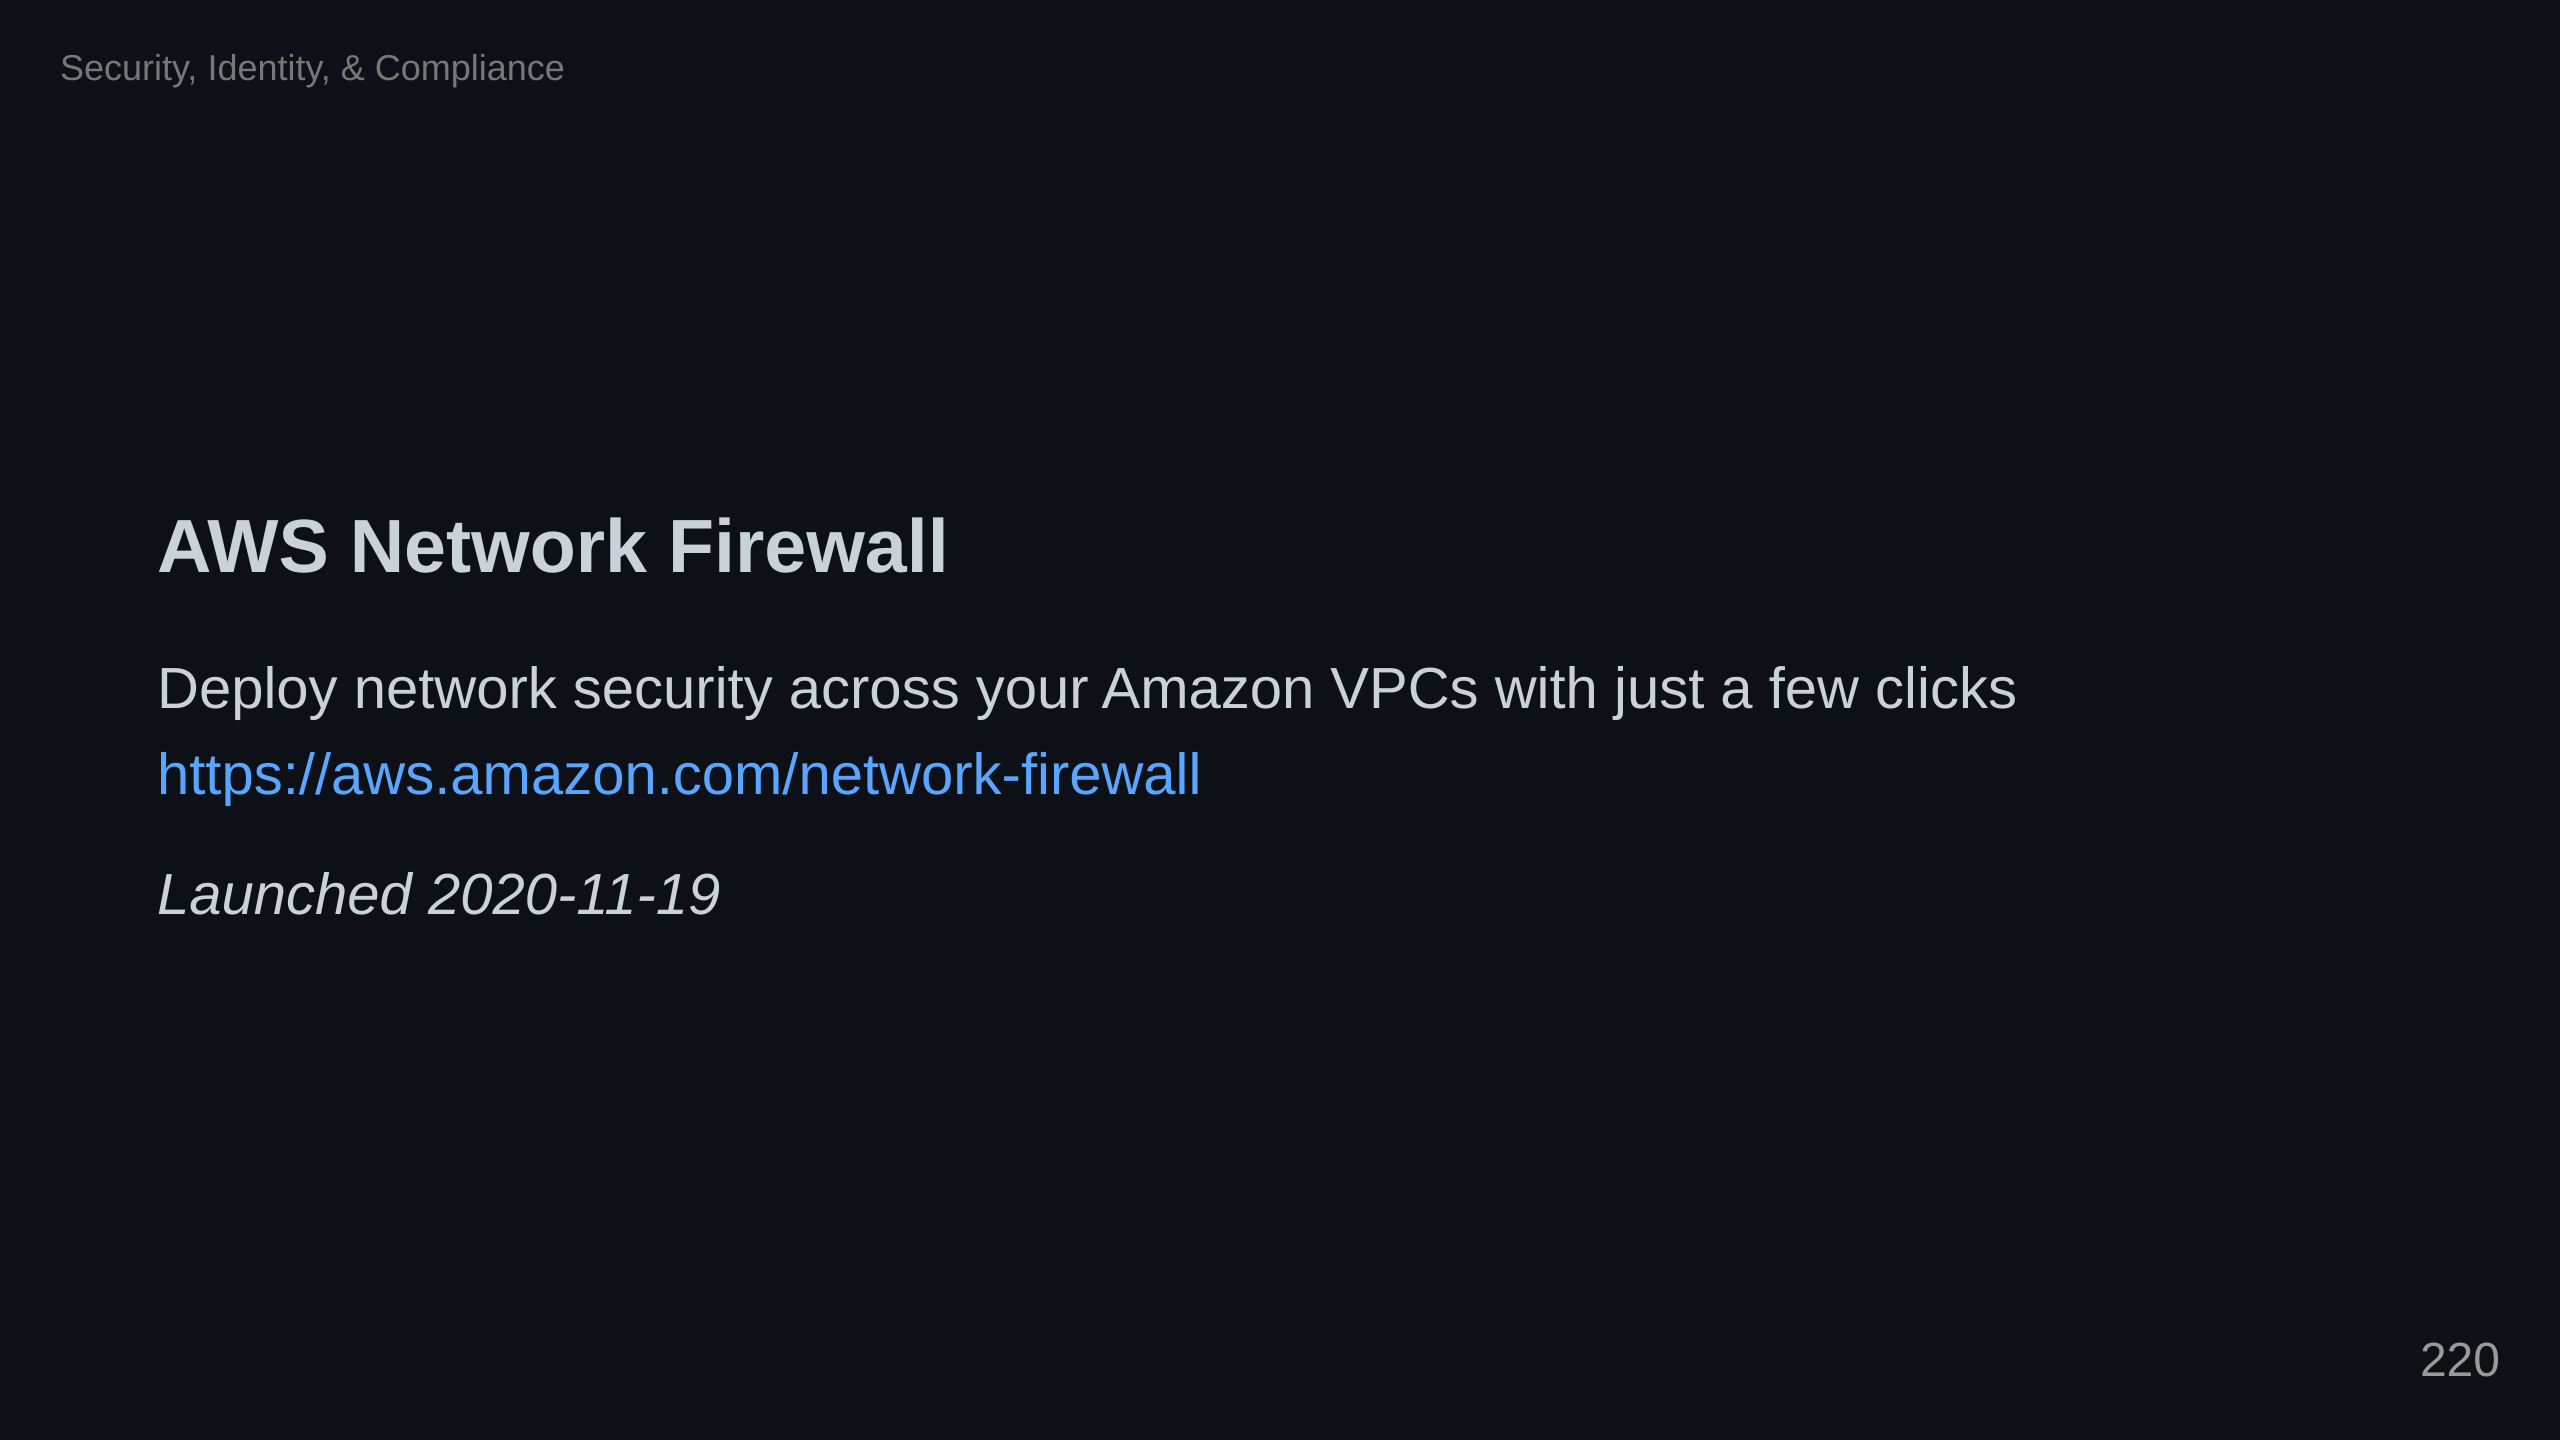 Security, Identity, & Compliance
AWS Network Firewall
Deploy network security across your Amazon VPCs with just a few clicks
https://aws.amazon.com/network-firewall
Launched 2020-11-19
220